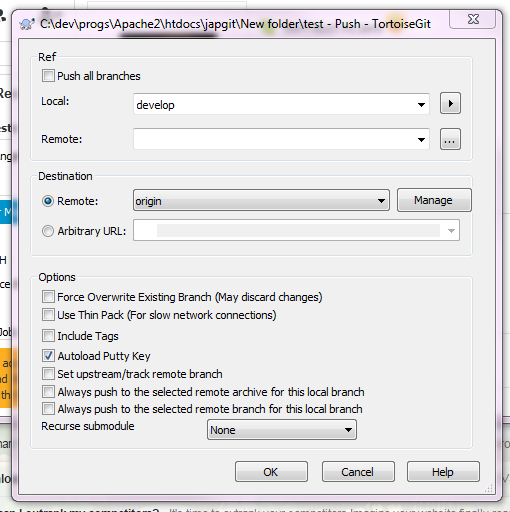 C:\dev\progs\Apache2\htdocs\japgit\New folder\test - Push - TortoiseGit
Ref
Push all branches
Local:
develop
Remote:
...
Destination
Remote:
origin
Manage
Arbitrary URL:
Options
Force Overwrite Existing Branch (May discard changes)
Use Thin Pack (For slow network connections)
Include Tags
Autoload Putty Key
Set upstream/track remote branch
Always push to the selected remote archive for this local branch
Always push to the selected remote branch for this local branch
Recurse submodule
None
OK
Cancel
Help